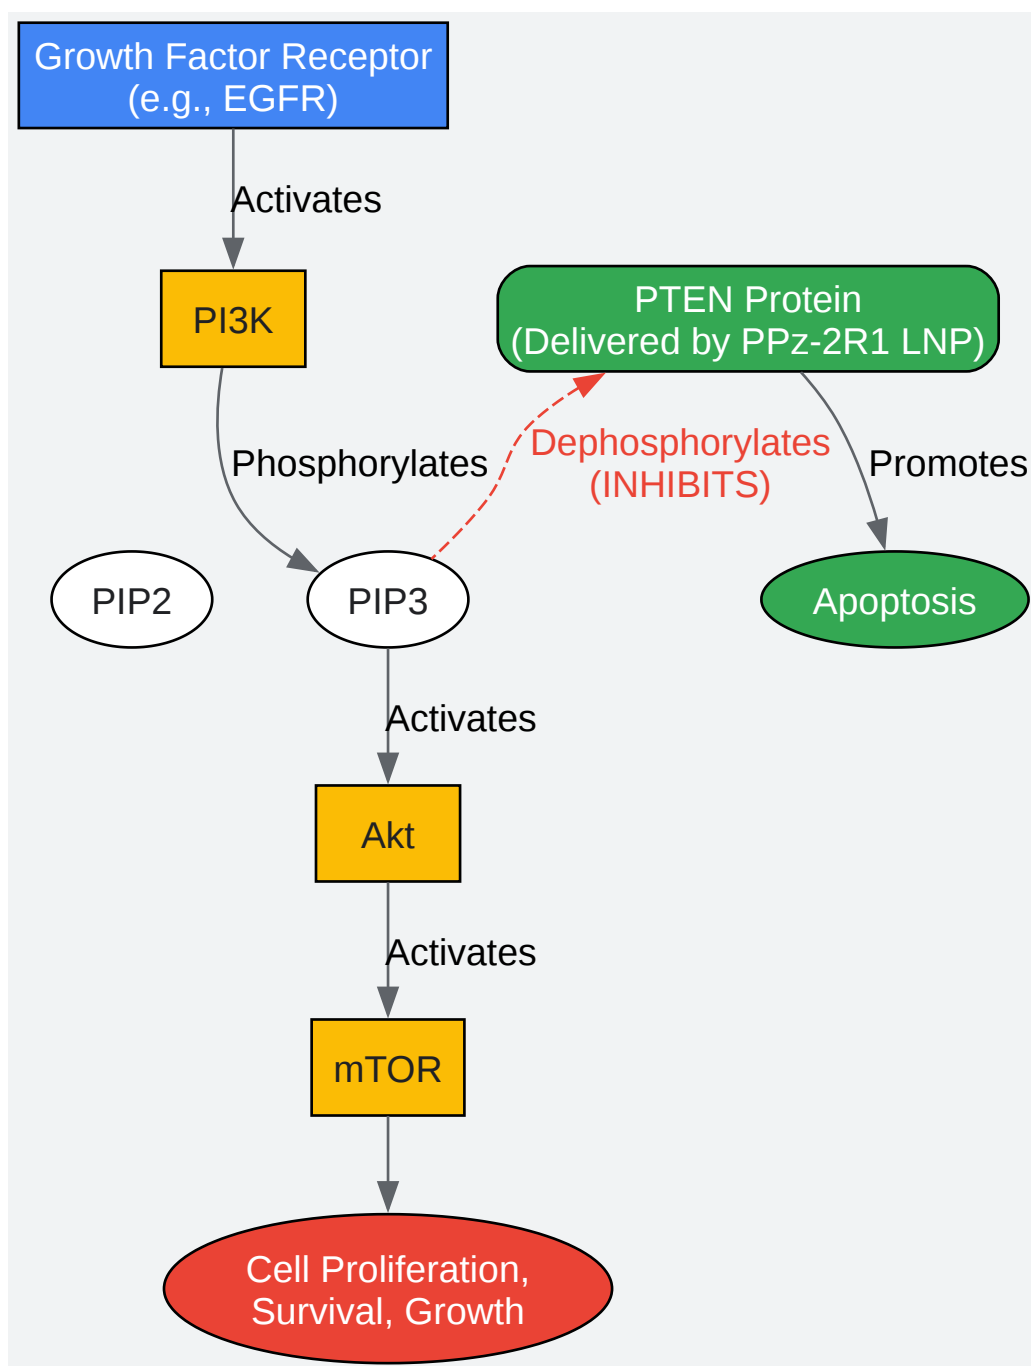 Growth Factor Receptor
(e.g., EGFR)
Activates
PI3K
PTEN Protein
(Delivered by PPz-2R1 LNP)
Phosphorylates
Dephosphorylates
(INHIBITS)
Promotes
PIP2
PIP3
Apoptosis
Activates
Akt
Activates
mTOR
Cell Proliferation,
Survival, Growth